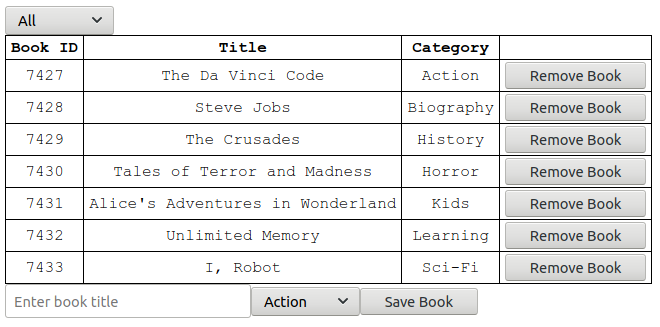 All
Book ID Title Category
7427 The Da Vinci Code Action Remove Book
7428 Steve Jobs Biography Remove Book
7429 The Crusades History Remove Book
7430 Tales of Terror and Madness Horror Remove Book
7431 Alice's Adventures in Wonderland Kids Remove Book
7432 Unlimited Memory Learning Remove Book
7433 I, Robot Sci-Fi Remove Book
Enter book title Action Save Book